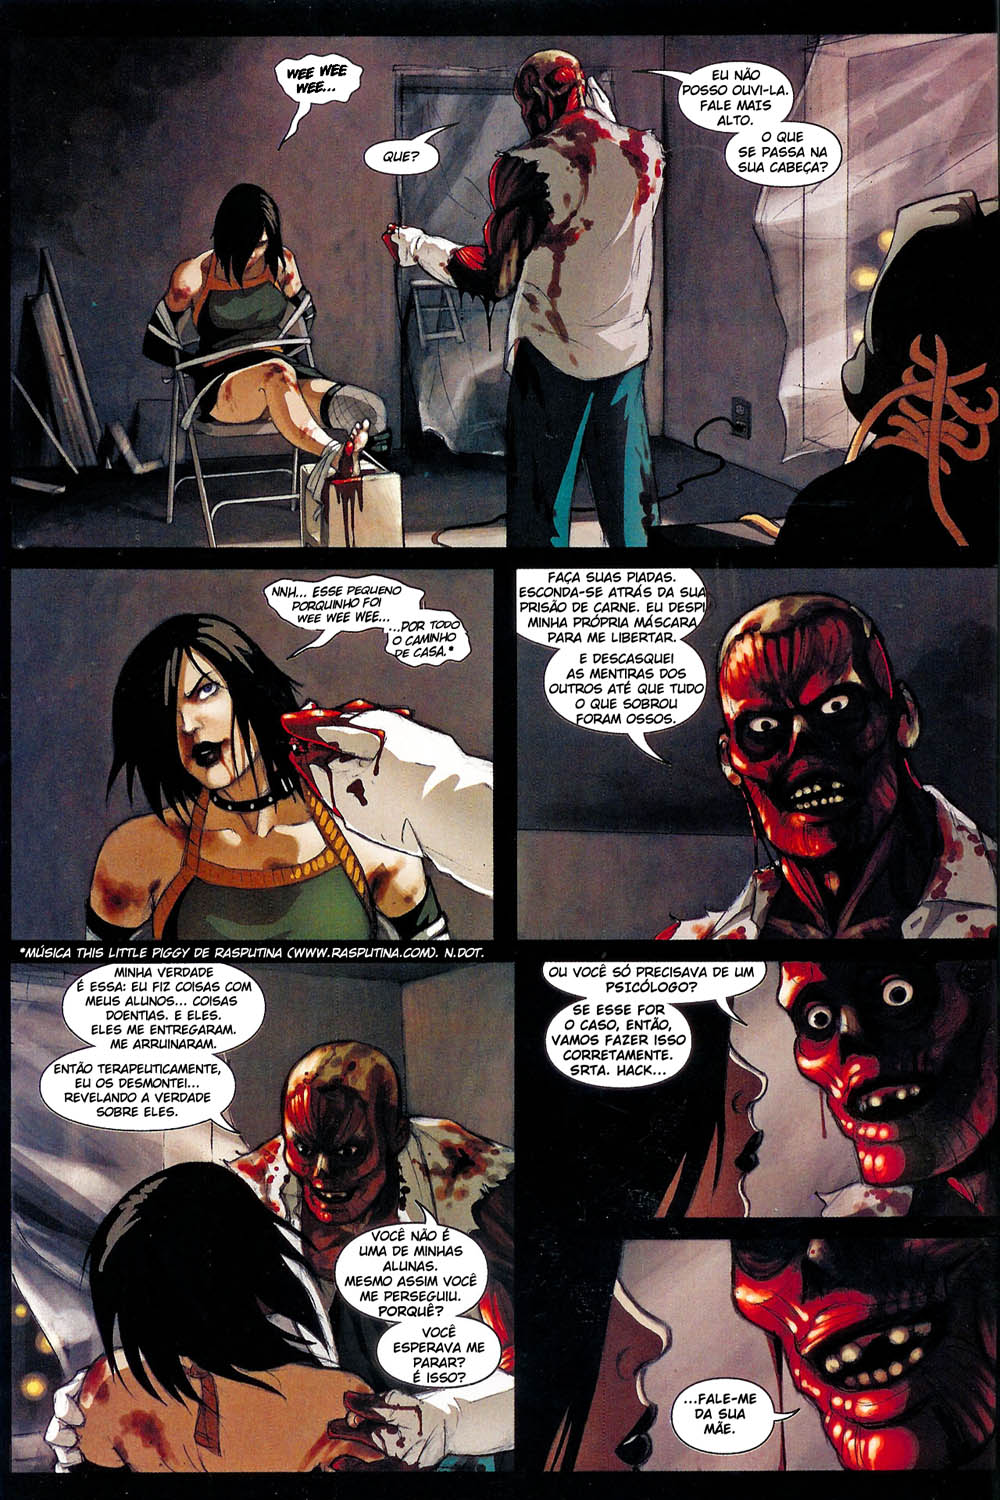 WEE WEE
WEE...
QUE?
EU NÃO
POSSO OUVI-LA.
FALE MAIS
ALTO.
O QUE
SE PASSA NA
SUA CABEÇA?
NNH... ESSE PEQUENO
PORQUINHO FOI
WEE WEE WEE...
...POR TODO
O CAMINHO
DE CASA.*
*MÚSICA THIS LITTLE PIGGY DE RASPUTINA (WWW.RASPUTINA.COM). N.DOT.
FAÇA SUAS PIADAS.
ESCONDA-SE ATRÁS DA SUA
PRISÃO DE CARNE. EU DESPI
MINHA PRÓPRIA MÁSCARA
PARA ME LIBERTAR.
E DESCASQUEI
AS MENTIRAS DOS
OUTROS ATÉ QUE TUDO
O QUE SOBROU
FORAM OSSOS.
MINHA VERDADE
É ESSA: EU FIZ COISAS COM
MEUS ALUNOS... COISAS
DOENTIAS. E ELES.
ELES ME ENTREGARAM.
ME ARRUINARAM.
ENTÃO TERAPEUTICAMENTE,
EU OS DESMONTEI...
REVELANDO A VERDADE
SOBRE ELES.
VOCÊ NÃO É
UMA DE MINHAS
ALUNAS.
MESMO ASSIM VOCÊ
ME PERSEGUIU.
PORQUÊ?
VOCÊ
ESPERAVA ME
PARAR?
É ISSO?
OU VOCÊ SÓ PRECISAVA DE UM
PSICÓLOGO?
SE ESSE FOR
O CASO, ENTÃO,
VAMOS FAZER ISSO
CORRETAMENTE.
SRTA. HACK...
...FALE-ME
DA SUA
MÃE.